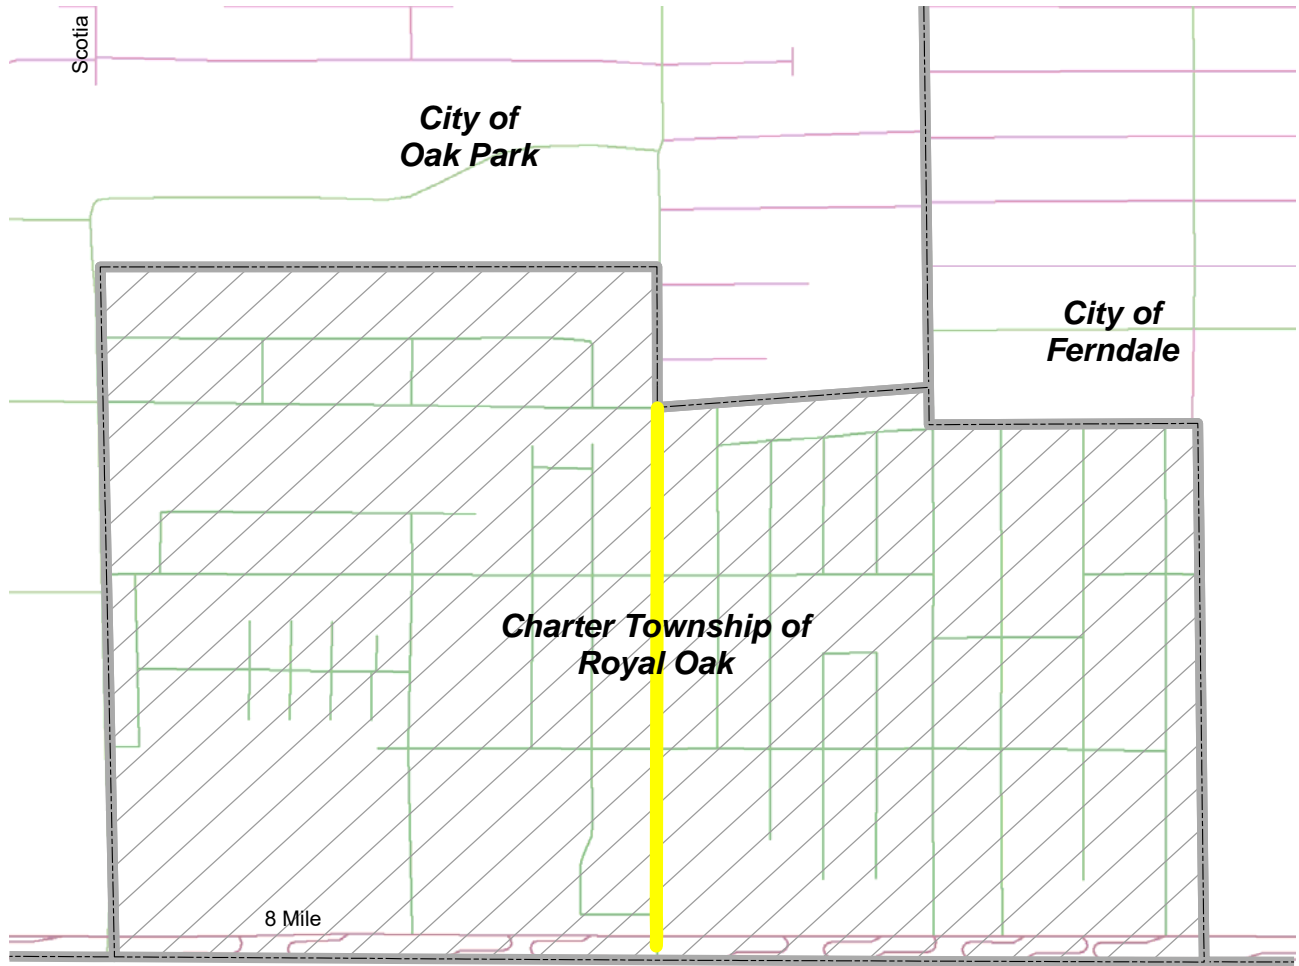 Scotia
City of
Oak Park
City of
Ferndale
Charter Township of
Royal Oak
8 Mile